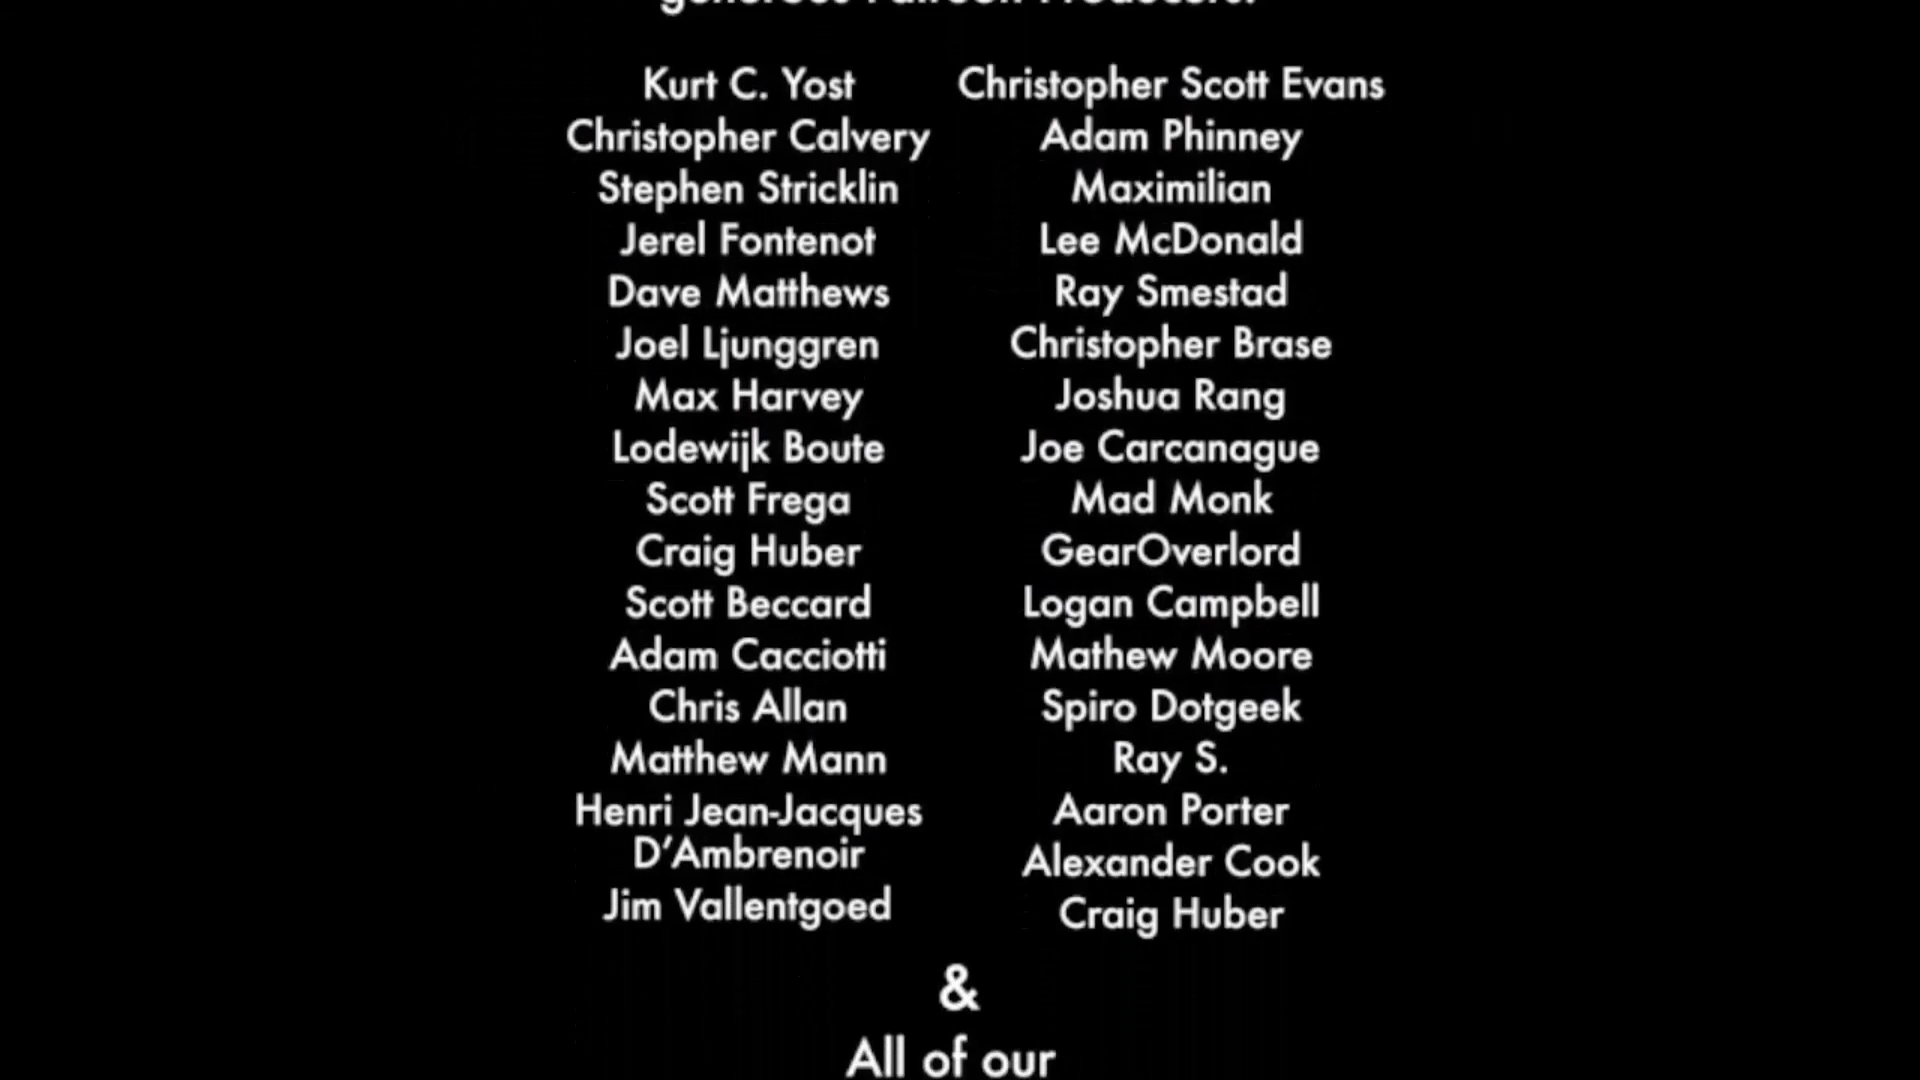 generous Patreon Producers:
Kurt C. Yost
Christopher Calvery
Stephen Stricklin
Jerel Fontenot
Dave Matthews
Joel Ljunggren
Max Harvey
Lodewijk Boute
Scott Frega
Craig Huber
Scott Beccard
Adam Cacciotti
Chris Allan
Matthew Mann
Henri Jean-Jacques
D’Ambrenoir
Jim Vallentgoed
Christopher Scott Evans
Adam Phinney
Maximilian
Lee McDonald
Ray Smestad
Christopher Brase
Joshua Rang
Joe Carcanague
Mad Monk
GearOverlord
Logan Campbell
Mathew Moore
Spiro Dotgeek
Ray S.
Aaron Porter
Alexander Cook
Craig Huber
&
All of our